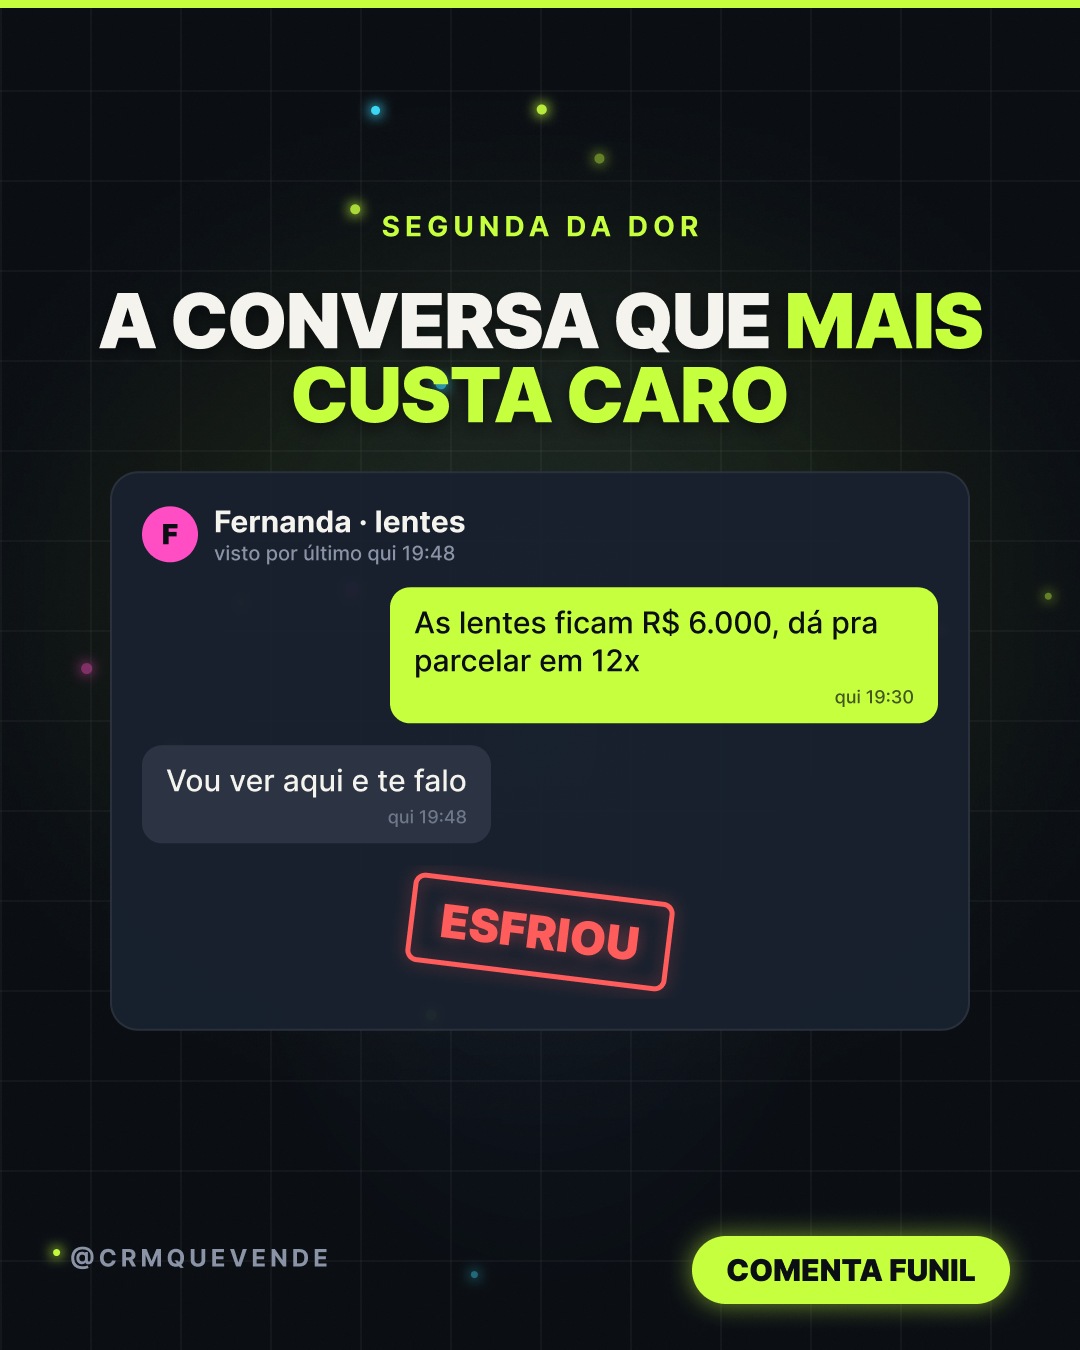 SEGUNDA DA DOR
A CONVERSA QUE MAIS
CUSTA CARO
F
Fernanda · lentes
visto por último qui 19:48
As lentes ficam R$ 6.000, dá pra
parcelar em 12x
qui 19:30
Vou ver aqui e te falo
qui 19:48
ESFRIOU
@CRMQUEVENDE
COMENTA FUNIL